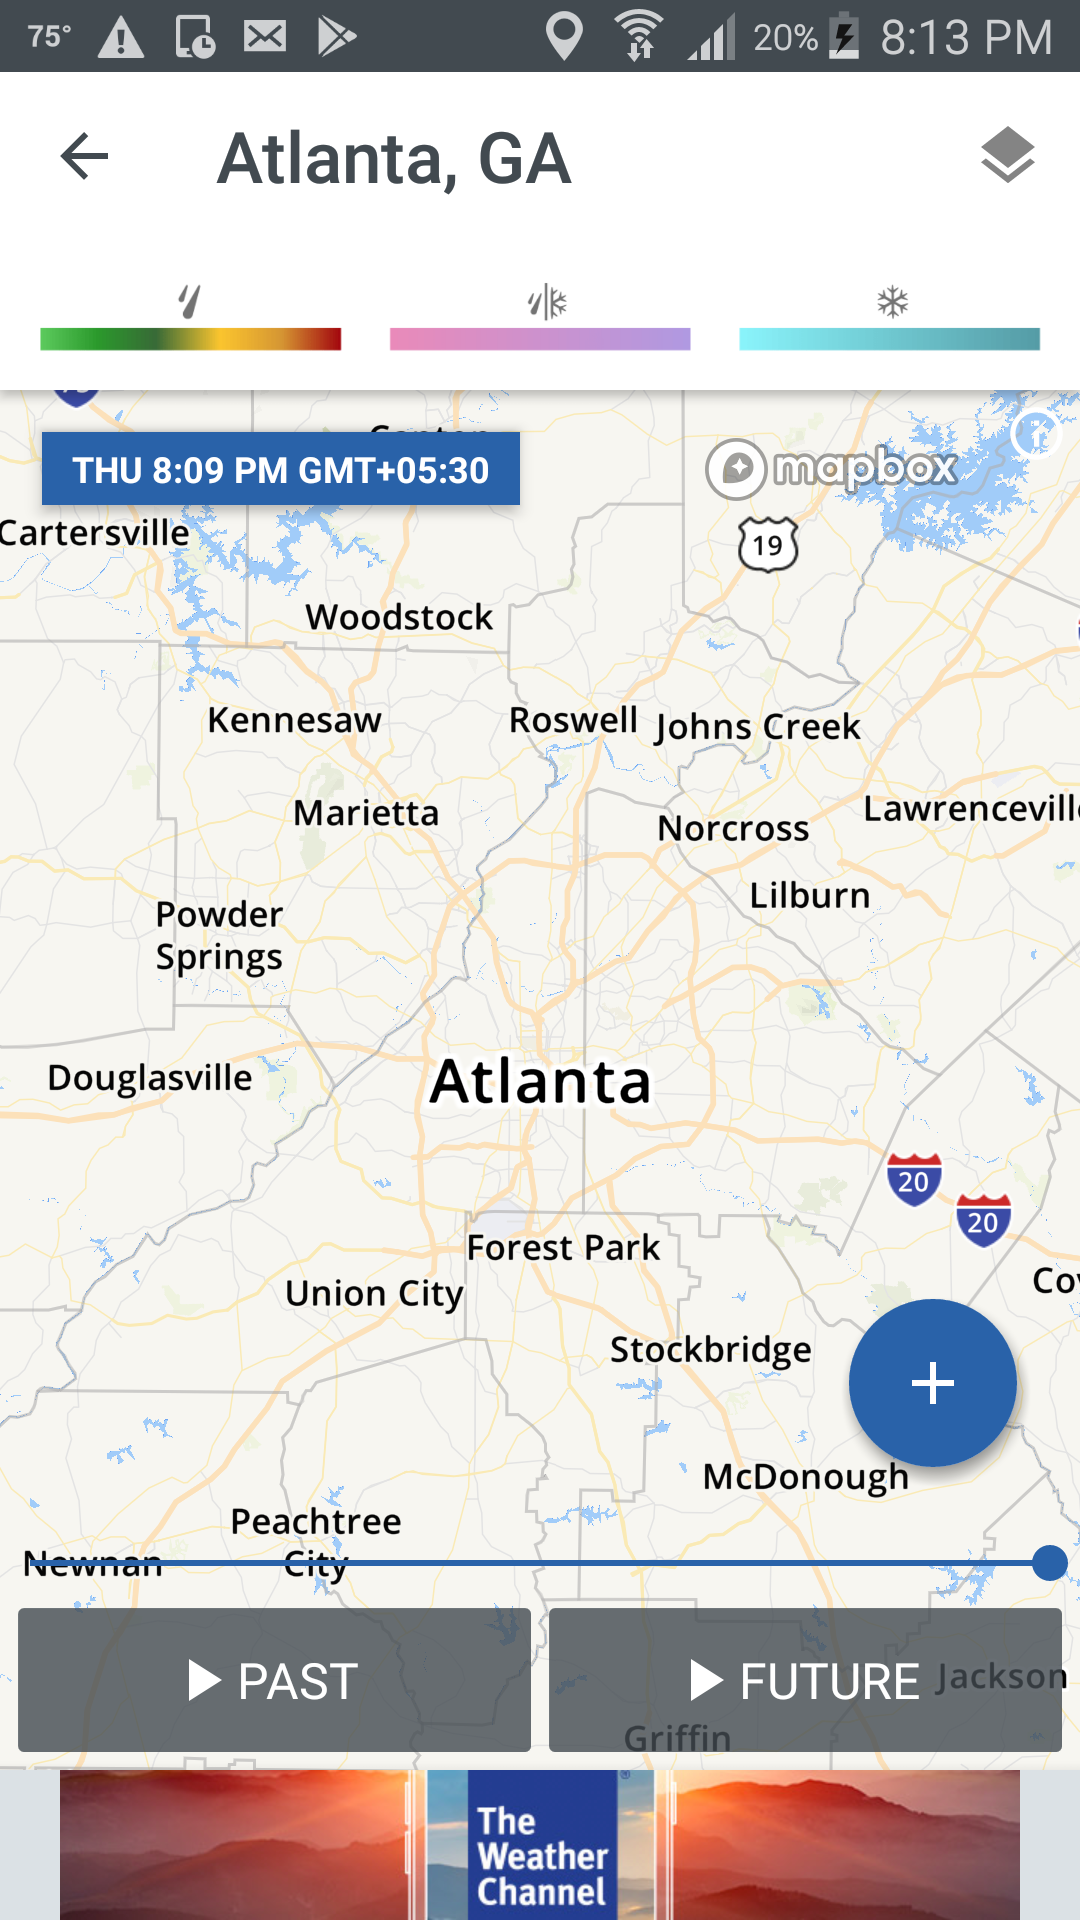 75°
20%
8:13 PM
Atlanta, GA
THU 8:09 PM GMT+05:30
mapbox
Cartersville
19
Woodstock
Kennesaw
Roswell
Johns Creek
Marietta
Norcross
Lawrenceville
Lilburn
Powder
Springs
Douglasville
Atlanta
20
20
Forest Park
Union City
Stockbridge
McDonough
Peachtree
City
Newnan
PAST
FUTURE
Jackson
Griffin
The
Weather
Channel